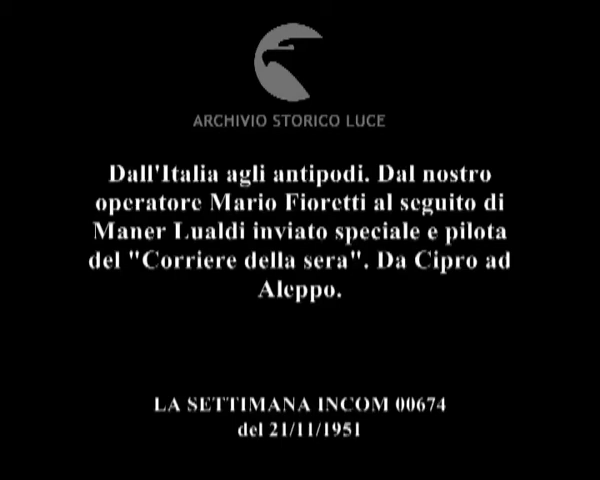 ARCHIVIO STORICO LUCE
Dall'Italia agli antipodi. Dal nostro
operatore Mario Fioretti al seguito di
Maner Lualdi inviato speciale e pilota
del "Corriere della sera". Da Cipro ad
Aleppo.
LA SETTIMANA INCOM 00674
del 21/11/1951